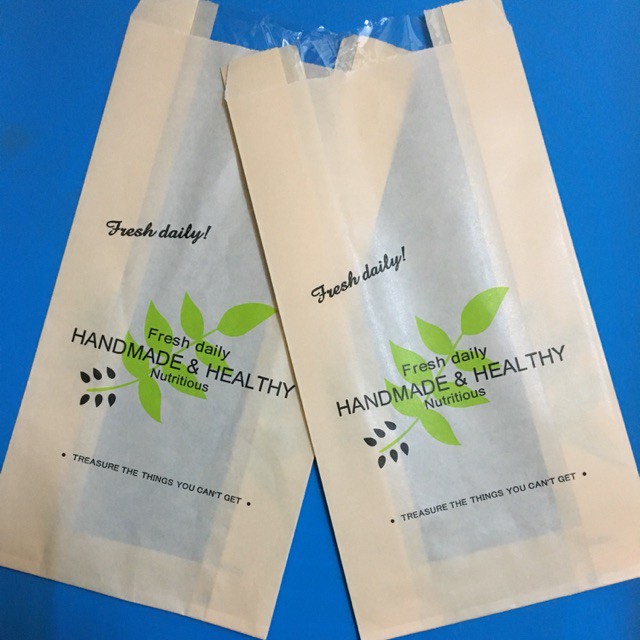 Fresh daily!
Fresh daily
HANDMADE & HEALTHY
Nutritious
• TREASURE THE THINGS YOU CAN'T GET •
Fresh daily!
Fresh daily
HANDMADE & HEALTHY
Nutritious
• TREASURE THE THINGS YOU CAN'T GET •